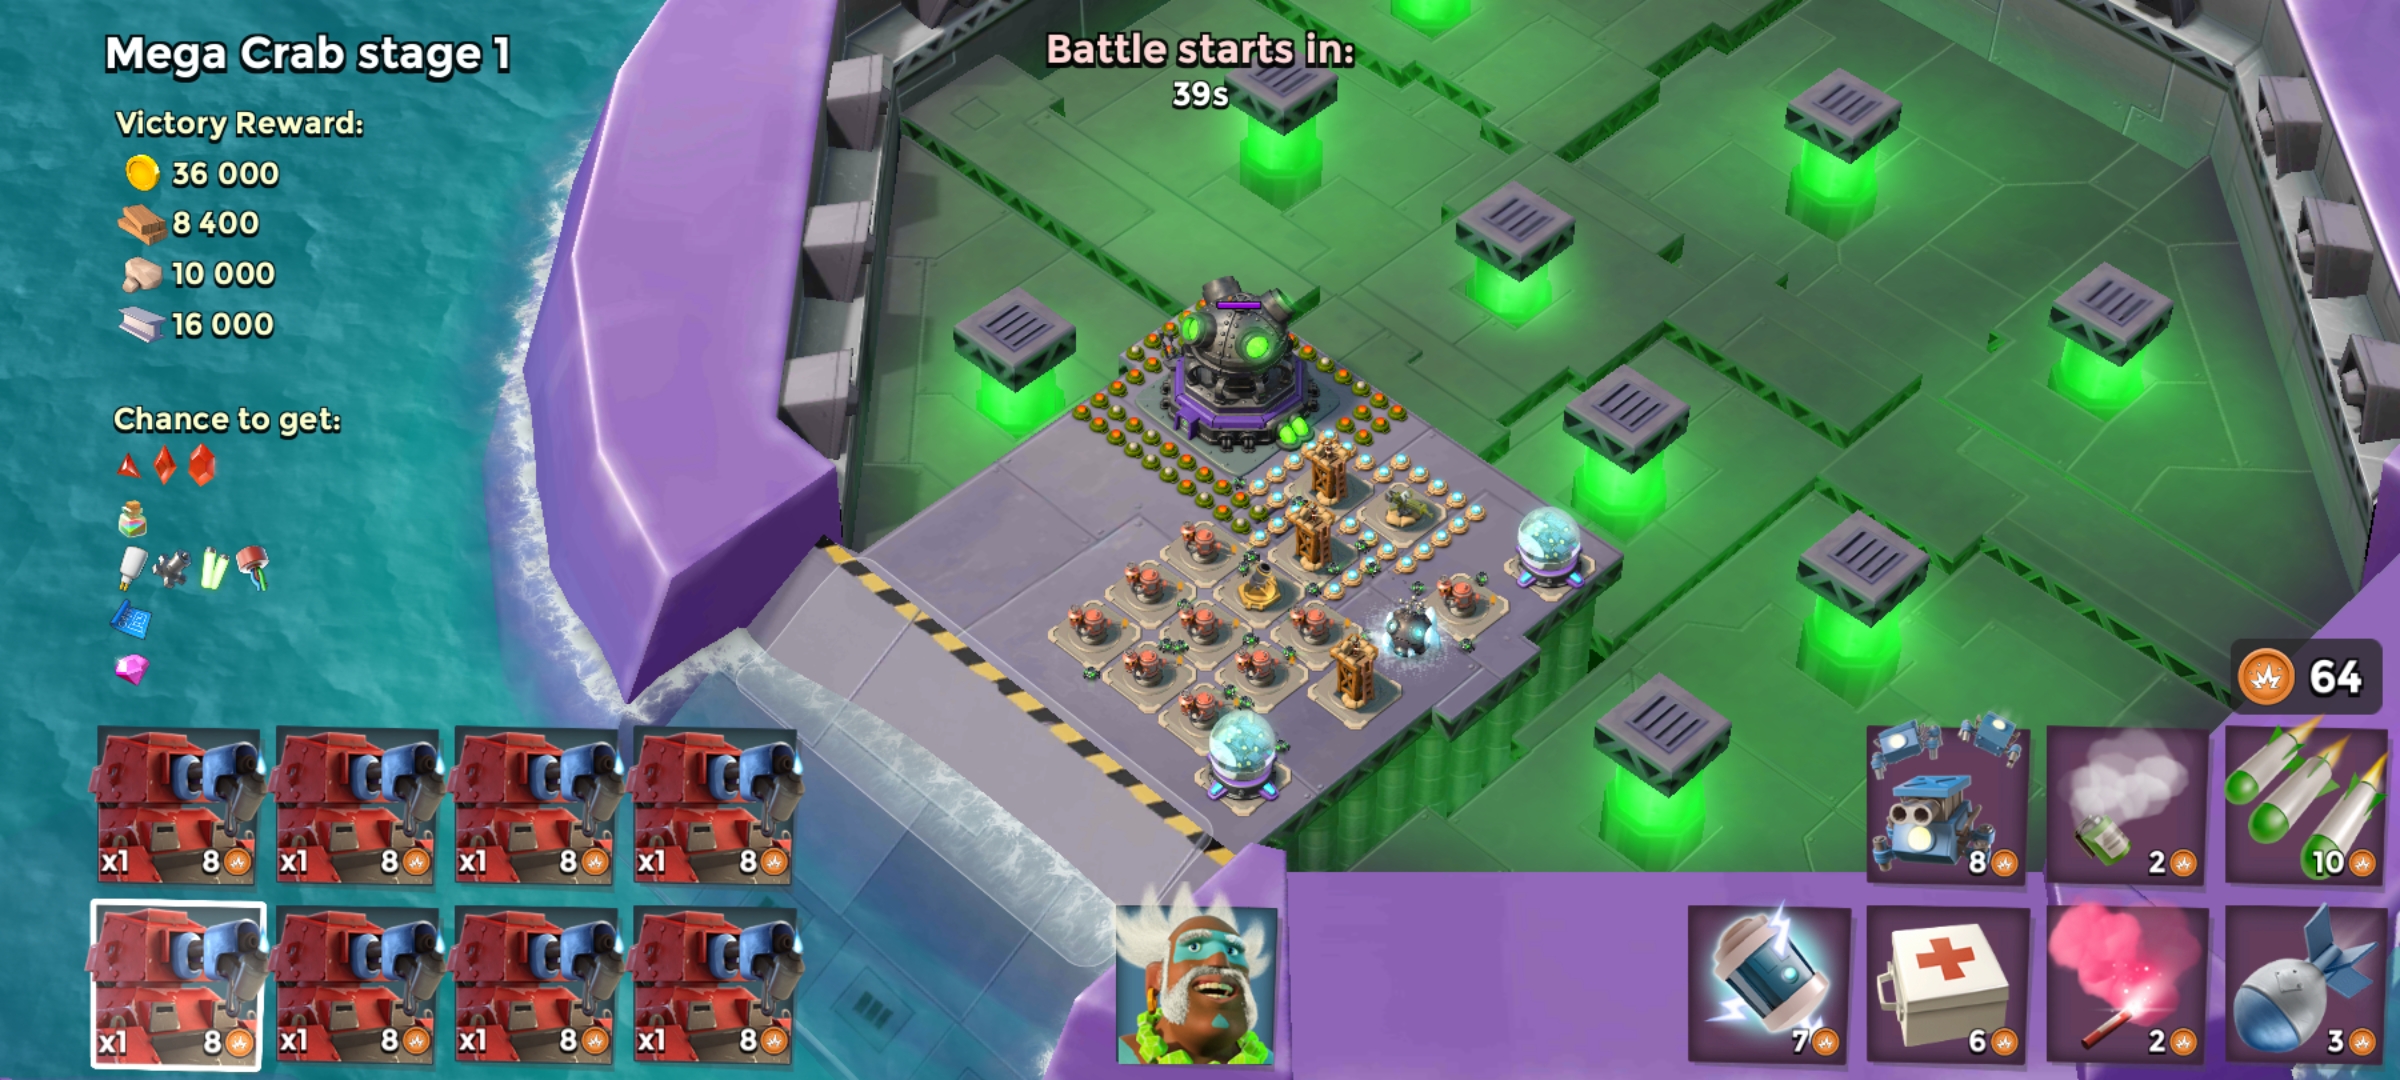 Mega Crab stage 1
Battle starts in:
39s
Victory Reward:
36 000
8 400
10 000
16 000
Chance to get:
64
x1 8
x1 8
x1 8
x1 8
8
2
10
x1 8
x1 8
x1 8
x1 8
7
6
2
3